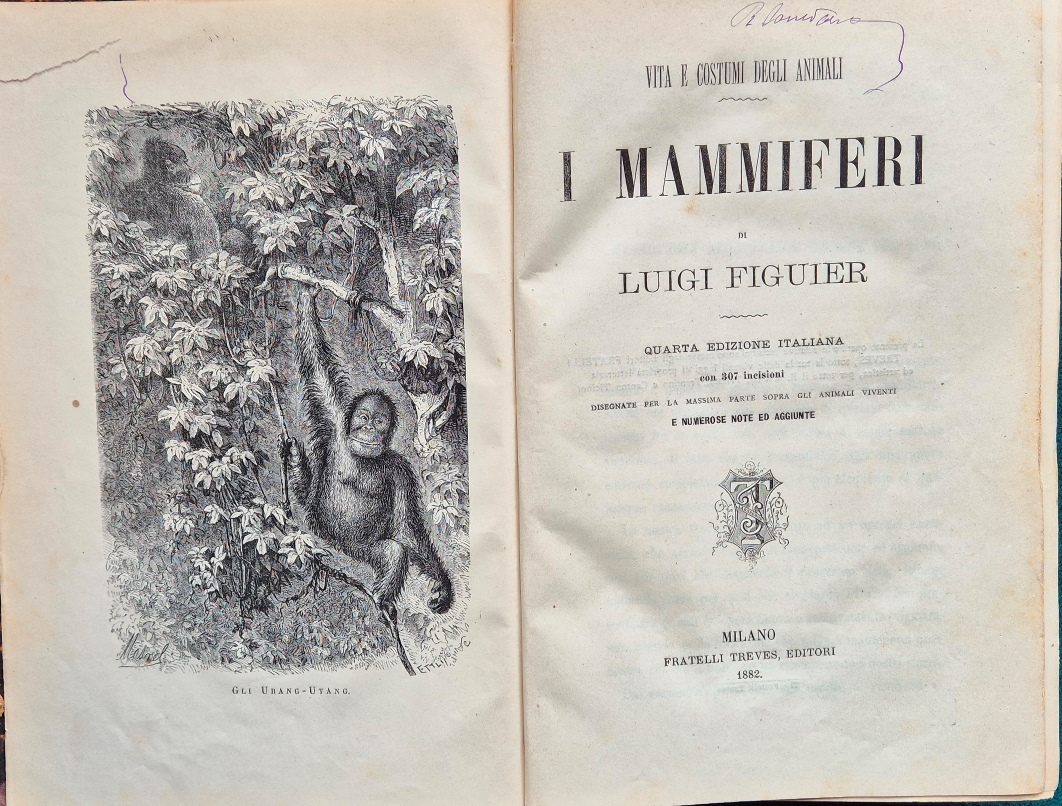 GLI URANG-UTANG.
VITA E COSTUMI DEGLI ANIMALI
I MAMMIFERI
DI
LUIGI FIGUIER
QUARTA EDIZIONE ITALIANA
con 307 incisioni
DISEGNATE PER LA MASSIMA PARTE SOPRA GLI ANIMALI VIVENTI
E NUMEROSE NOTE ED AGGIUNTE
MILANO
FRATELLI TREVES, EDITORI
1882.